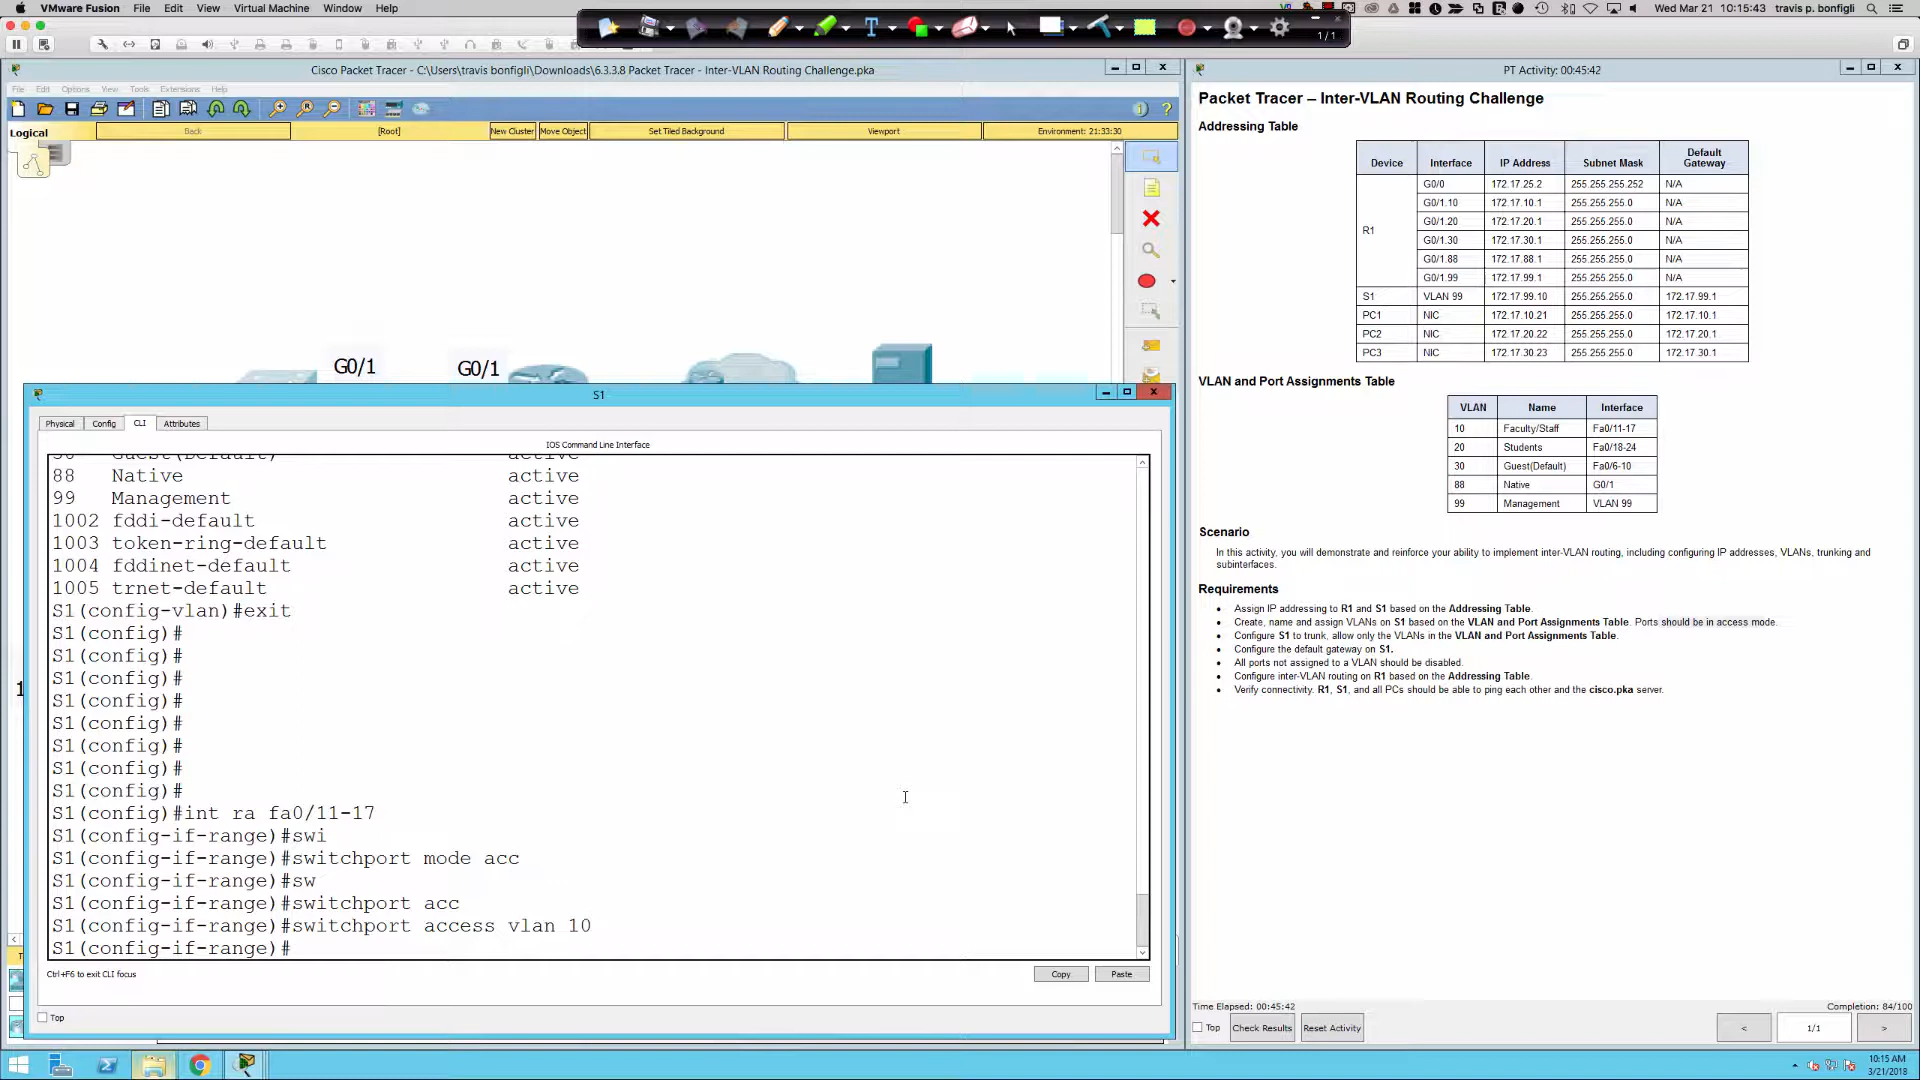 VMware Fusion File Edit View Virtual Machine Window Help
Wed Mar 21 10:15:43 travis p. bonfigli
1/1
Cisco Packet Tracer - C:\Users\travis bonfigli\Downloads\6.3.3.8 Packet Tracer - Inter-VLAN Routing Challenge.pka
File Edit Options View Tools Extensions Help
Logical Back [Root] New Cluster Move Object Set Tiled Background Viewport Environment: 21:33:30
G0/1
G0/1
S1
Physical Config CLI Attributes
IOS Command Line Interface
30 Guest(Default) active
88 Native active
99 Management active
1002 fddi-default active
1003 token-ring-default active
1004 fddinet-default active
1005 trnet-default active
S1(config-vlan)#exit
S1(config)#
S1(config)#
S1(config)#
S1(config)#
S1(config)#
S1(config)#
S1(config)#
S1(config)#
S1(config)#int ra fa0/11-17
S1(config-if-range)#swi
S1(config-if-range)#switchport mode acc
S1(config-if-range)#sw
S1(config-if-range)#switchport acc
S1(config-if-range)#switchport access vlan 10
S1(config-if-range)#
Ctrl+F6 to exit CLI focus
Copy Paste
Top
PT Activity: 00:45:42
Packet Tracer – Inter-VLAN Routing Challenge
Addressing Table
Device Interface IP Address Subnet Mask Default Gateway
R1
G0/0 172.17.25.2 255.255.255.252 N/A
G0/1.10 172.17.10.1 255.255.255.0 N/A
G0/1.20 172.17.20.1 255.255.255.0 N/A
G0/1.30 172.17.30.1 255.255.255.0 N/A
G0/1.88 172.17.88.1 255.255.255.0 N/A
G0/1.99 172.17.99.1 255.255.255.0 N/A
S1 VLAN 99 172.17.99.10 255.255.255.0 172.17.99.1
PC1 NIC 172.17.10.21 255.255.255.0 172.17.10.1
PC2 NIC 172.17.20.22 255.255.255.0 172.17.20.1
PC3 NIC 172.17.30.23 255.255.255.0 172.17.30.1
VLAN and Port Assignments Table
VLAN Name Interface
10 Faculty/Staff Fa0/11-17
20 Students Fa0/18-24
30 Guest(Default) Fa0/6-10
88 Native G0/1
99 Management VLAN 99
Scenario
In this activity, you will demonstrate and reinforce your ability to implement inter-VLAN routing, including configuring IP addresses, VLANs, trunking and
subinterfaces.
Requirements
• Assign IP addressing to R1 and S1 based on the Addressing Table.
• Create, name and assign VLANs on S1 based on the VLAN and Port Assignments Table. Ports should be in access mode.
• Configure S1 to trunk, allow only the VLANs in the VLAN and Port Assignments Table.
• Configure the default gateway on S1.
• All ports not assigned to a VLAN should be disabled.
• Configure inter-VLAN routing on R1 based on the Addressing Table.
• Verify connectivity. R1, S1, and all PCs should be able to ping each other and the cisco.pka server.
Time Elapsed: 00:45:42 Completion: 84/100
Top Check Results Reset Activity < 1/1 >
10:15 AM
3/21/2018